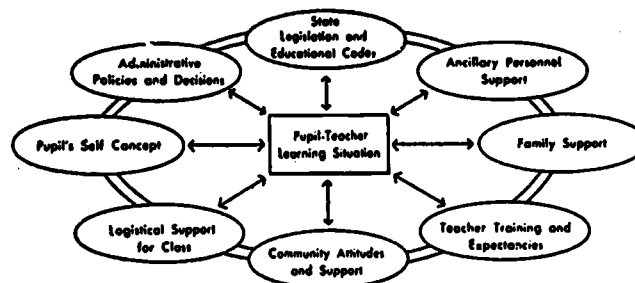 State
Legislation and
Educational Codes
Administrative
Policies and Decisions
Ancillary Personnel
Support
Pupil's Self Concept
Pupil-Teacher
Learning Situation
Family Support
Logistical Support
for Class
Community Attitudes
and Support
Teacher Training and
Expectancies